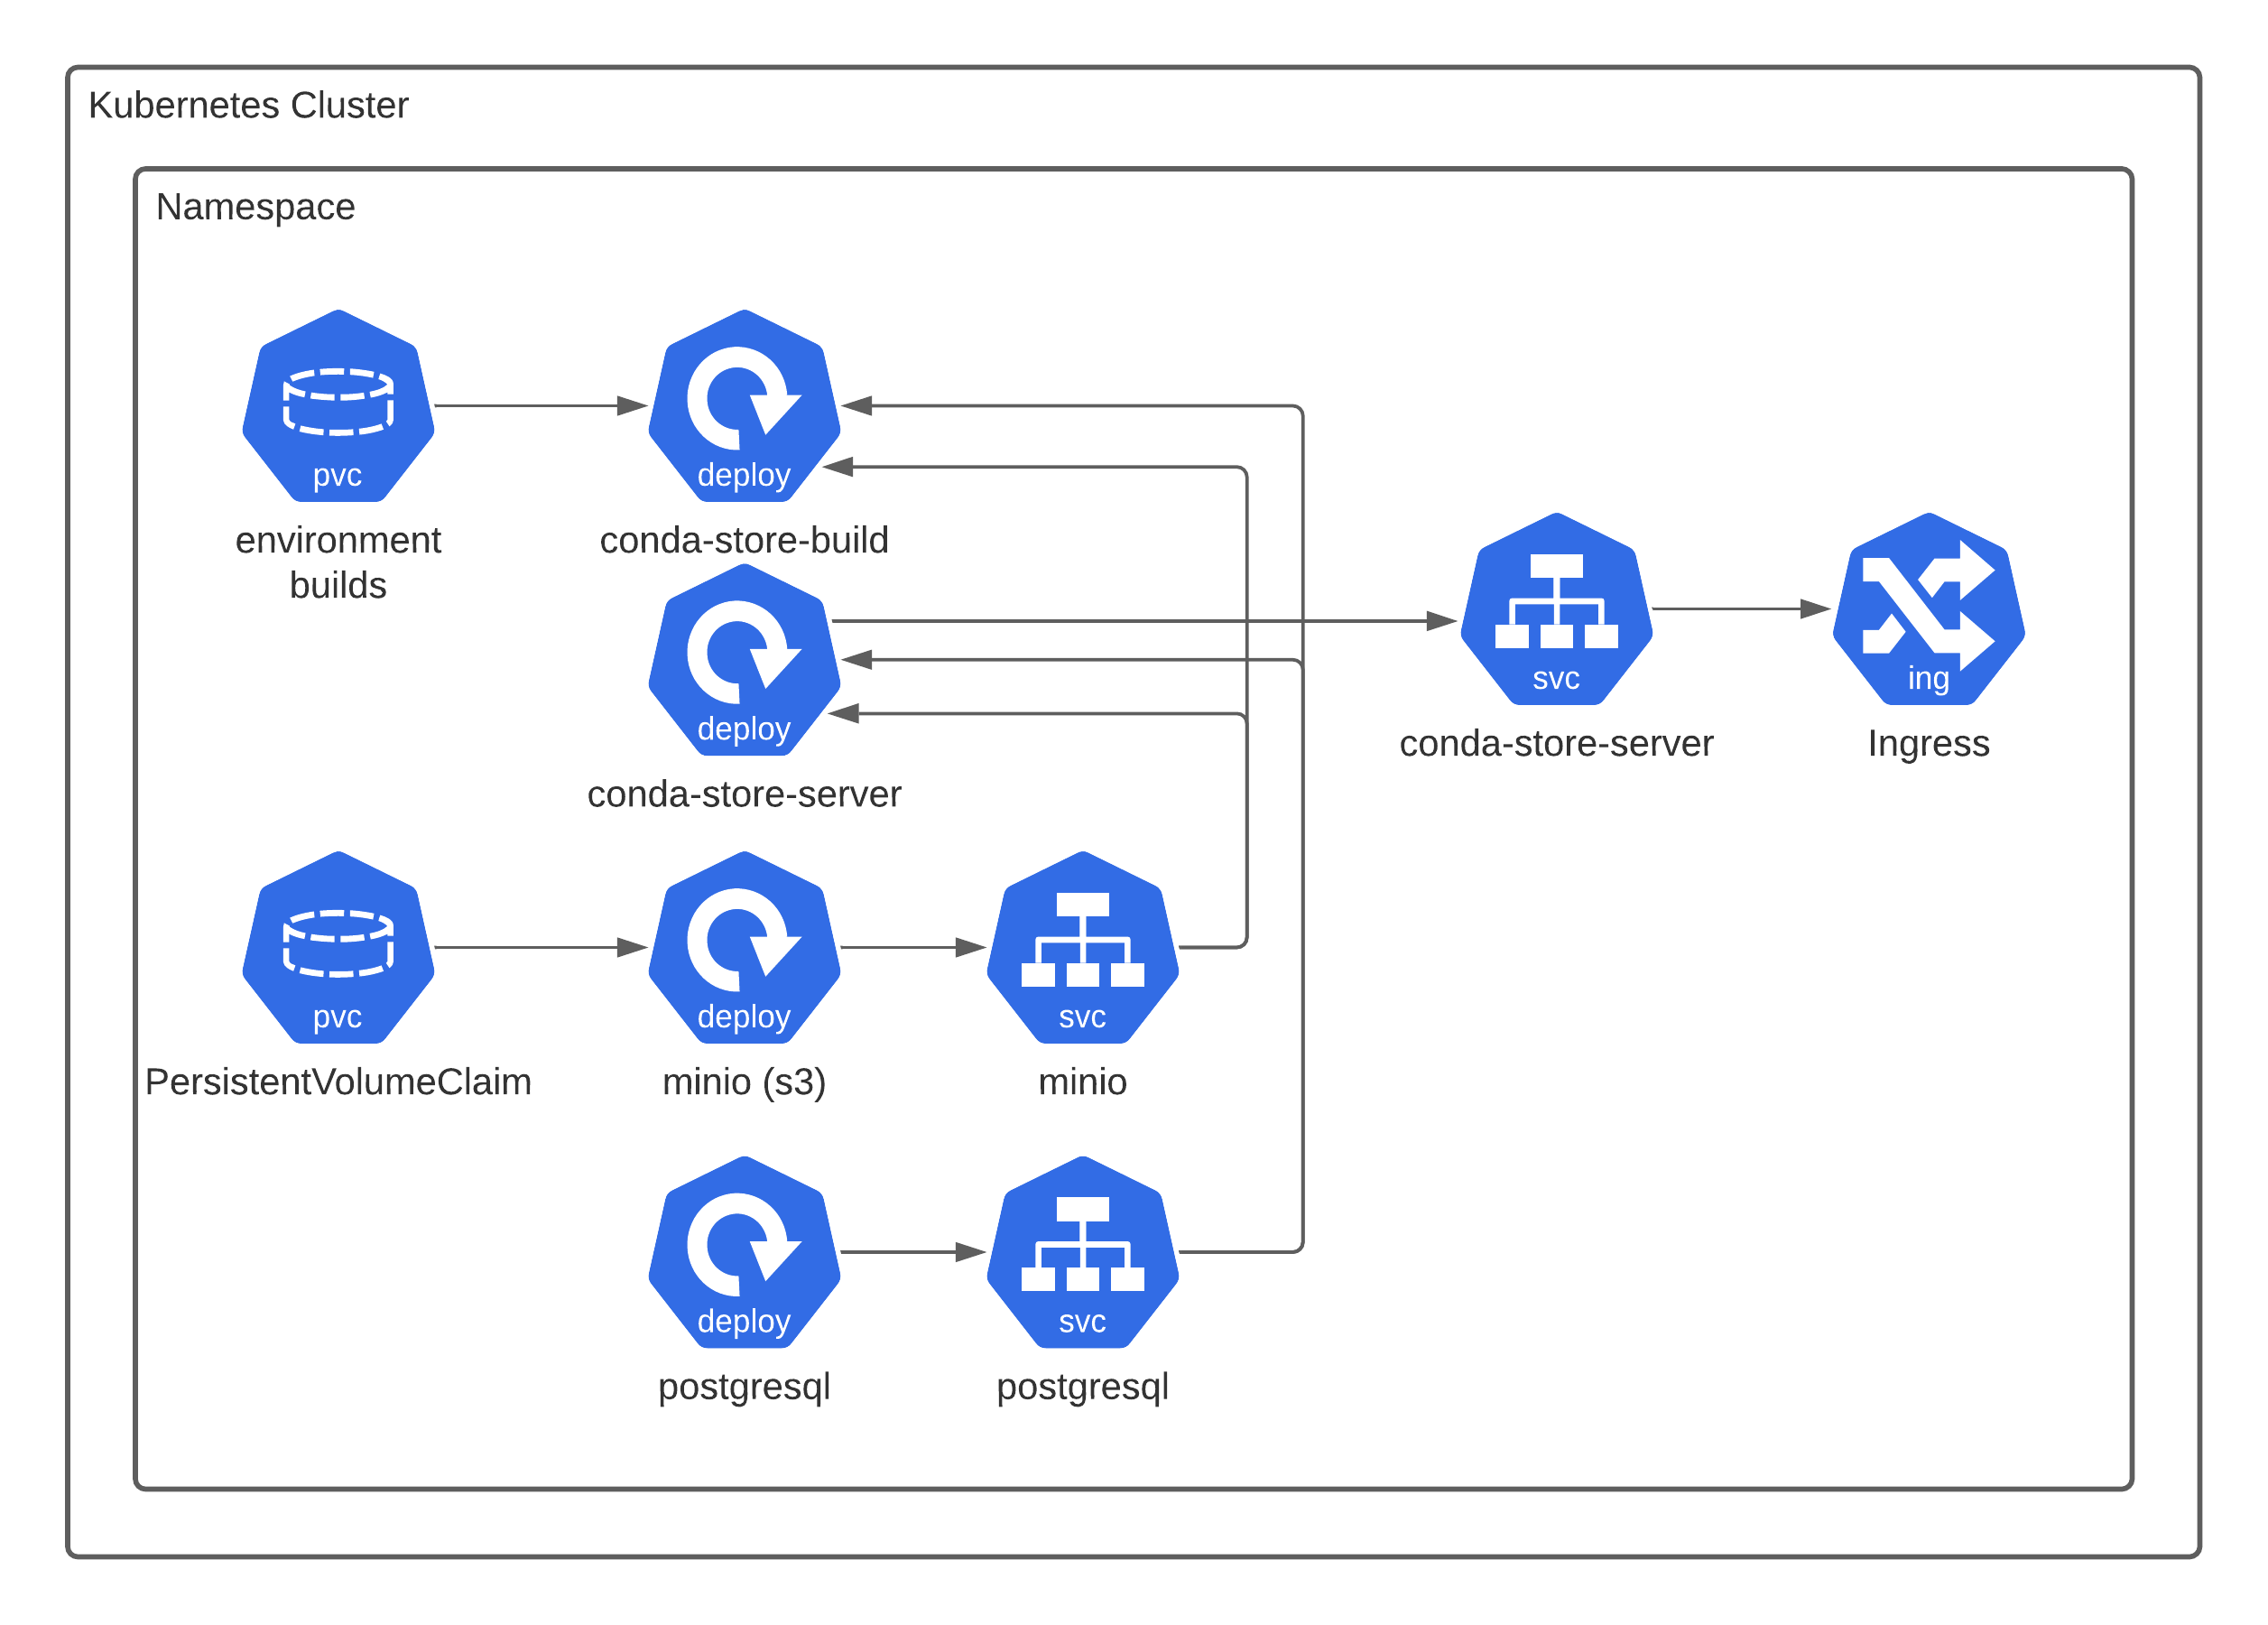 Kubernetes Cluster
Namespace
pvc
deploy
environment
builds
conda-store-build
deploy
conda-store-server
svc
conda-store-server
ing
Ingress
pvc
PersistentVolumeClaim
deploy
minio (s3)
svc
minio
deploy
postgresql
svc
postgresql